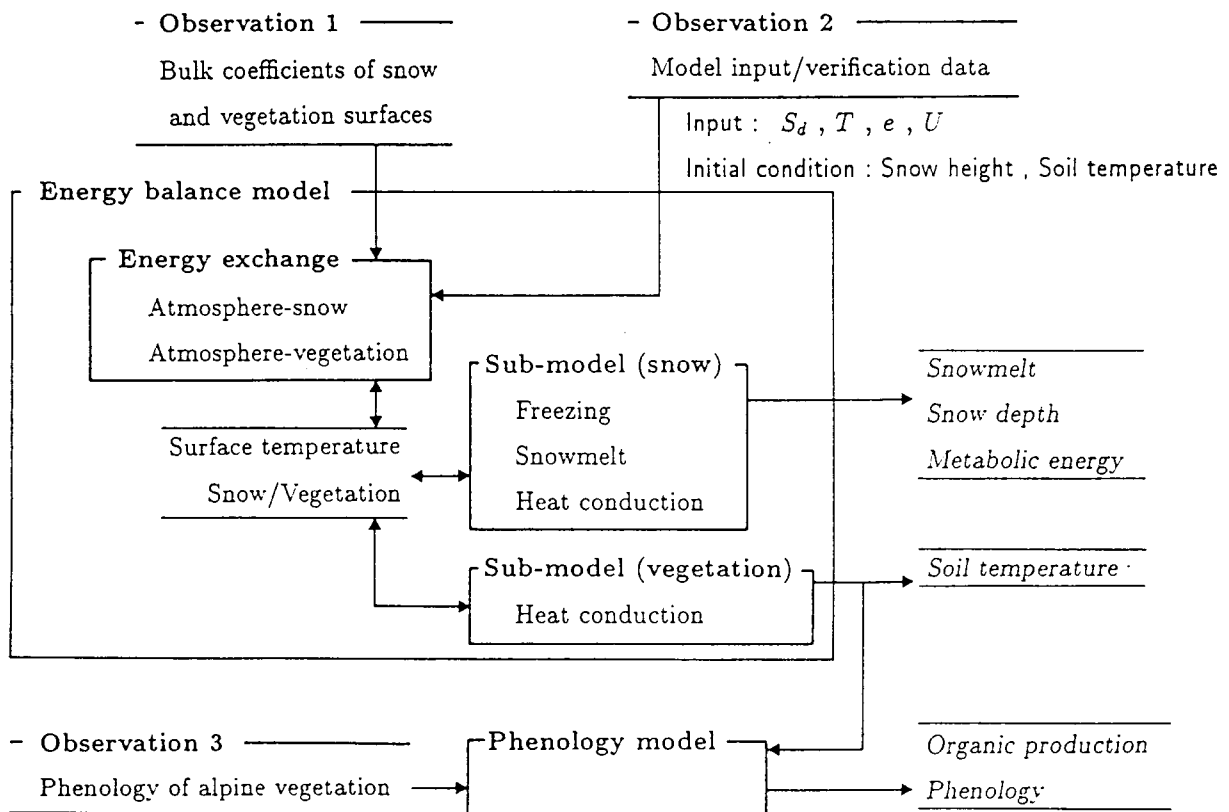 Observation 1
Bulk coefficients of snow
and vegetation surfaces
Observation 2
Model input/verification data
Input : S_d , T , e , U
Initial condition : Snow height , Soil temperature
Energy balance model
Energy exchange
Atmosphere-snow
Atmosphere-vegetation
Surface temperature
Snow/Vegetation
Sub-model (snow)
Freezing
Snowmelt
Heat conduction
Snowmelt
Snow depth
Metabolic energy
Sub-model (vegetation)
Heat conduction
Soil temperature
Observation 3
Phenology of alpine vegetation
Phenology model
Organic production
Phenology